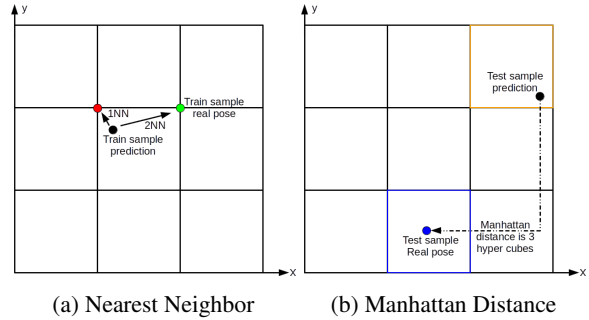 y
1NN
2NN
Train sample
real pose
Train sample
prediction
x
(a) Nearest Neighbor
y
Test sample
prediction
Manhattan
distance is 3
hyper cubes
Test sample
Real pose
x
(b) Manhattan Distance